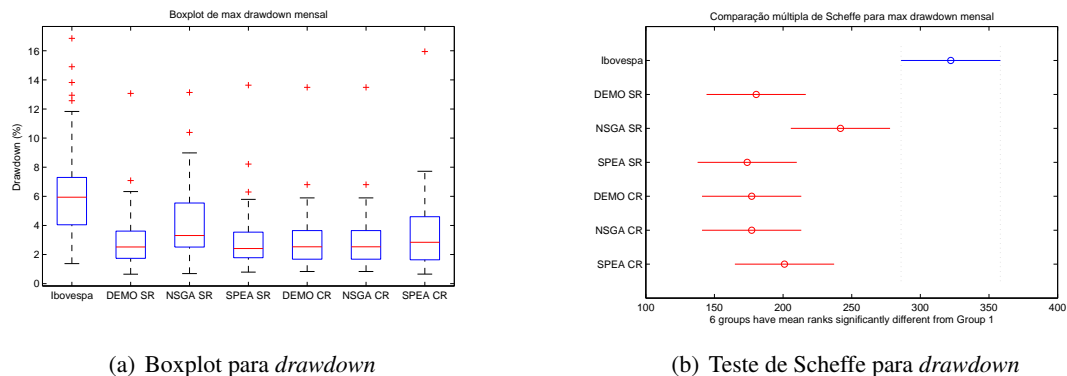 Boxplot de max drawdown mensal
Drawdown (%)
16
14
12
10
8
6
4
2
0
Ibovespa DEMO SR NSGA SR SPEA SR DEMO CR NSGA CR SPEA CR
(a) Boxplot para drawdown
Comparação múltipla de Scheffe para max drawdown mensal
Ibovespa
DEMO SR
NSGA SR
SPEA SR
DEMO CR
NSGA CR
SPEA CR
100 150 200 250 300 350 400
6 groups have mean ranks significantly different from Group 1
(b) Teste de Scheffe para drawdown